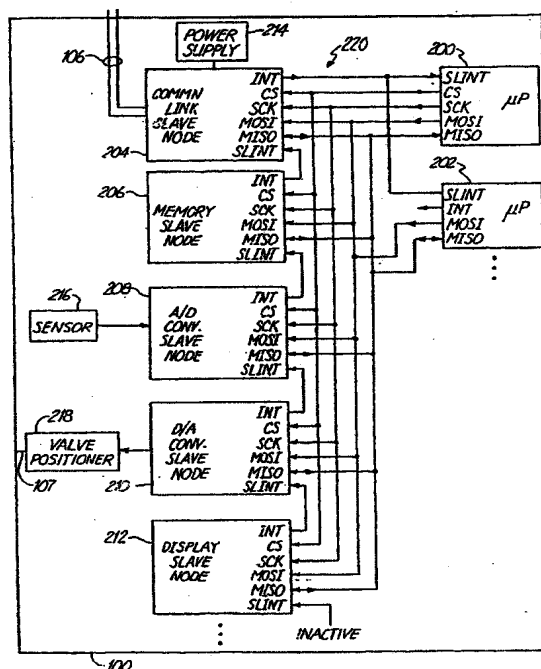 POWER
SUPPLY
214
106
220
200
COMMN
LINK
SLAVE
NODE
204
INT
CS
SCK
MOSI
MISO
SLINT
SLINT
CS
SCK
MOSI
MISO
μP
206
MEMORY
SLAVE
NODE
INT
CS
SCK
MOSI
MISO
SLINT
202
SLINT
INT
MOSI
MISO
μP
216
SENSOR
208
A/D
CONV.
SLAVE
NODE
INT
CS
SCK
MOSI
MISO
SLINT
218
VALVE
POSITIONER
107
D/A
CONV.
SLAVE
NODE
210
INT
CS
SCK
MOSI
MISO
SLINT
212
DISPLAY
SLAVE
NODE
INT
CS
SCK
MOSI
MISO
SLINT
INACTIVE
100